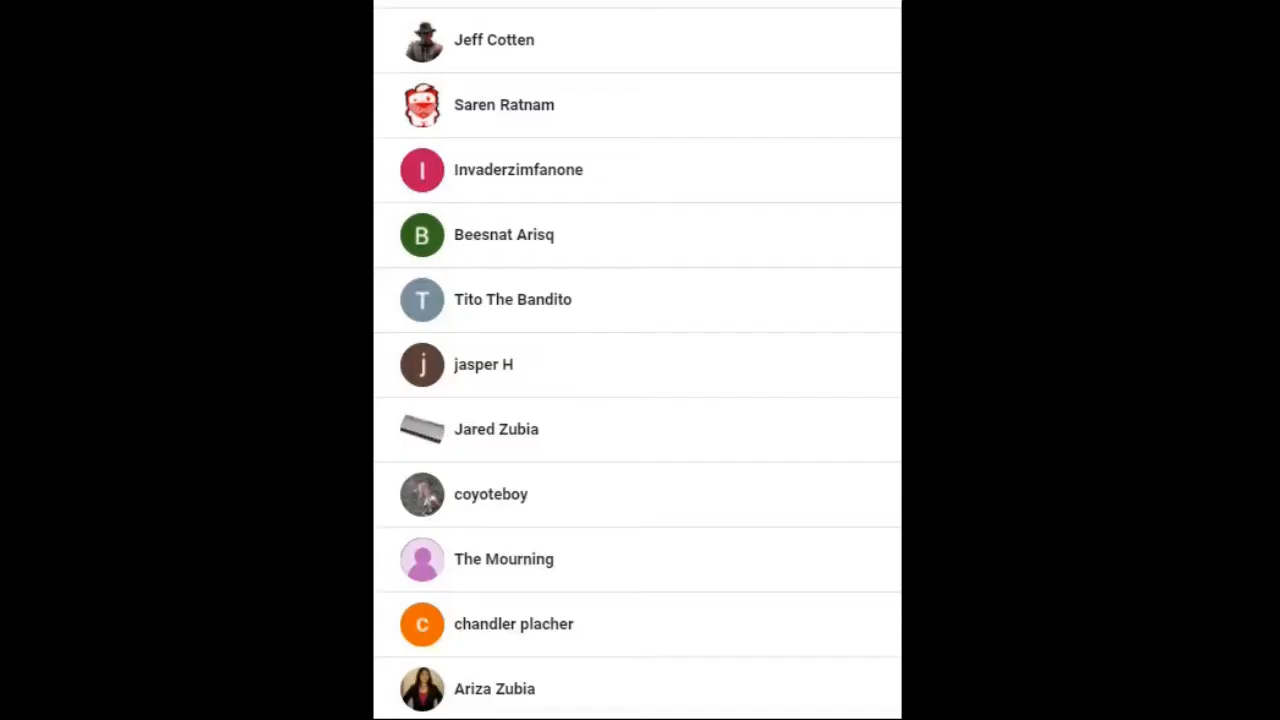 Jeff Cotten
Saren Ratnam
I
Invaderzimfanone
B
Beesnat Arisq
T
Tito The Bandito
j
jasper H
Jared Zubia
coyoteboy
The Mourning
c
chandler placher
Ariza Zubia